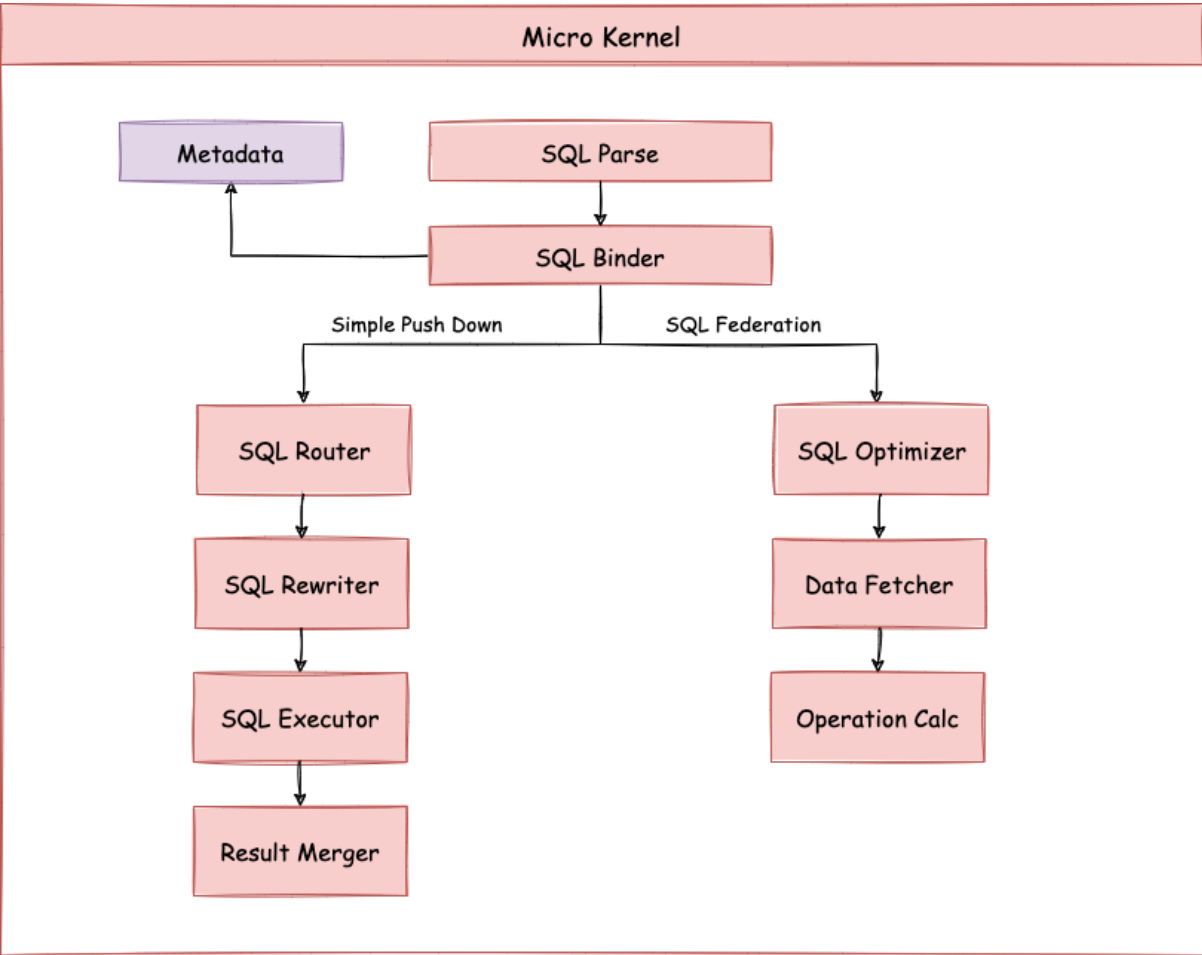 Micro Kernel
Metadata
SQL Parse
SQL Binder
Simple Push Down
SQL Federation
SQL Router
SQL Optimizer
SQL Rewriter
Data Fetcher
SQL Executor
Operation Calc
Result Merger